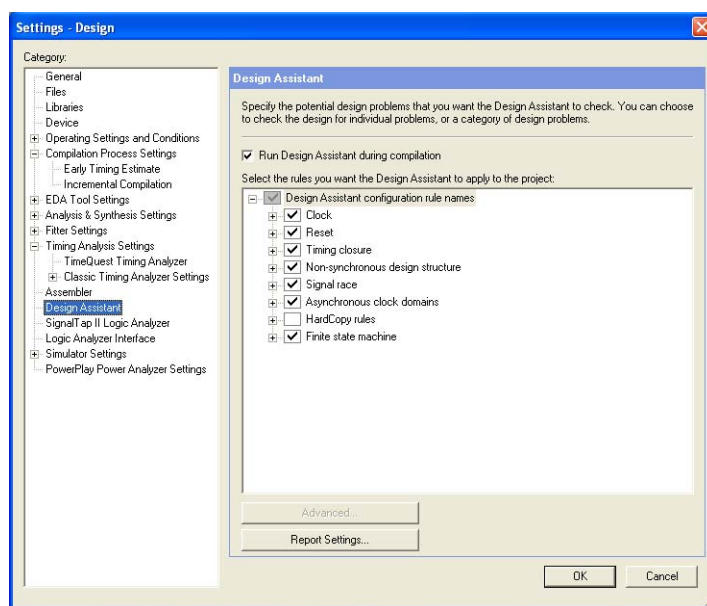 Settings - Design
Category:
General
Files
Libraries
Device
Operating Settings and Conditions
Compilation Process Settings
Early Timing Estimate
Incremental Compilation
EDA Tool Settings
Analysis & Synthesis Settings
Fitter Settings
Timing Analysis Settings
TimeQuest Timing Analyzer
Classic Timing Analyzer Settings
Assembler
Design Assistant
SignalTap II Logic Analyzer
Logic Analyzer Interface
Simulator Settings
PowerPlay Power Analyzer Settings
Design Assistant
Specify the potential design problems that you want the Design Assistant to check. You can choose
to check the design for individual problems, or a category of design problems.
Run Design Assistant during compilation
Select the rules you want the Design Assistant to apply to the project:
Design Assistant configuration rule names
Clock
Reset
Timing closure
Non-synchronous design structure
Signal race
Asynchronous clock domains
HardCopy rules
Finite state machine
Advanced...
Report Settings...
OK
Cancel